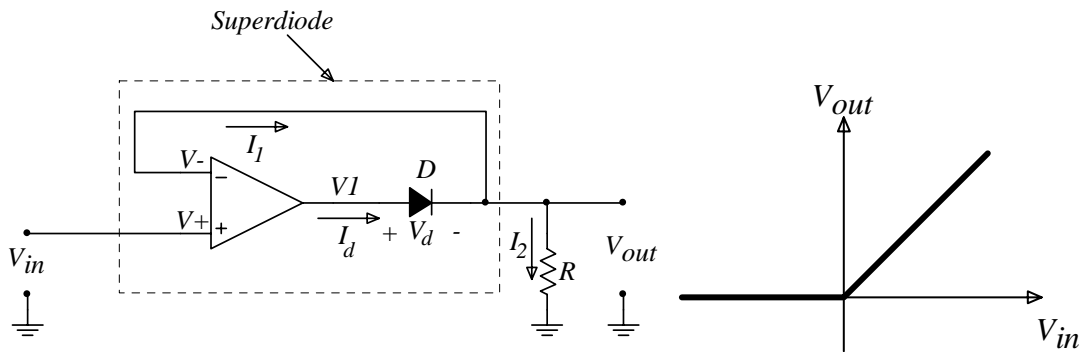 Superdiode
I1
V-
V+
V1
D
Id
+ Vd -
I2
R
Vin
Vout
Vout
Vin